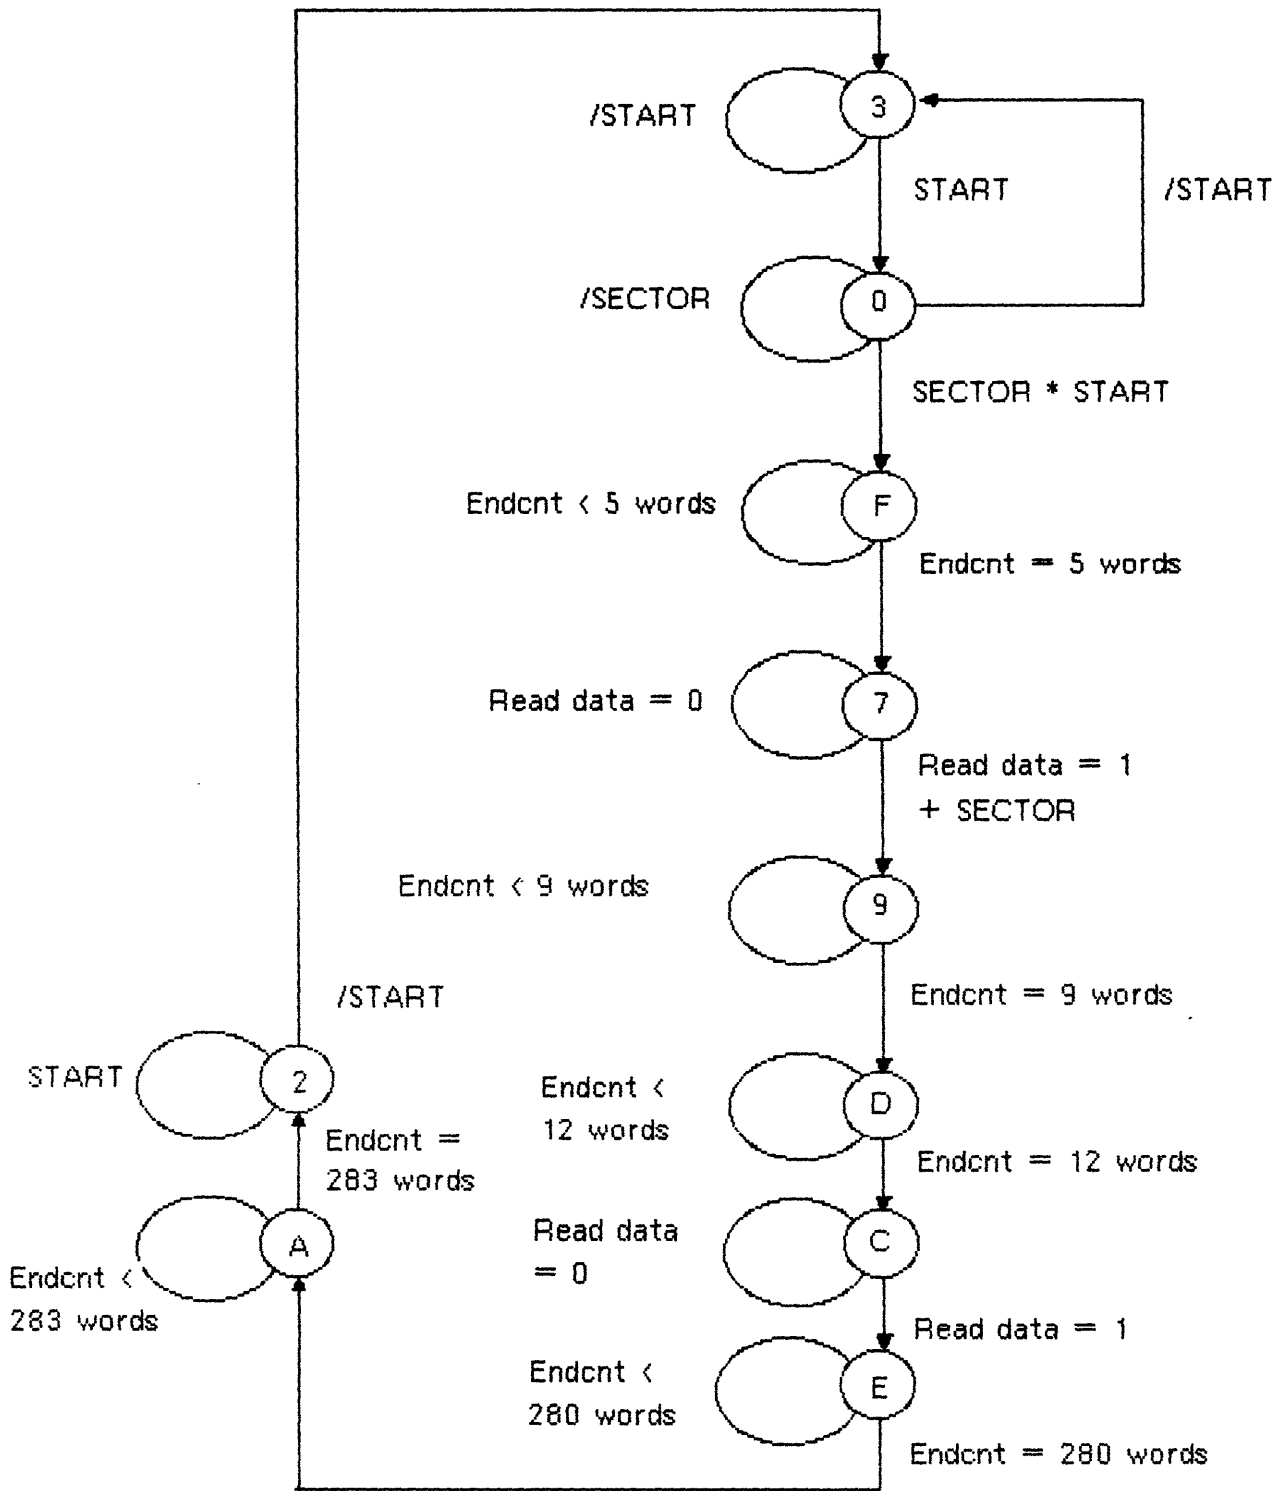 3
/START
START
/START
0
/SECTOR
SECTOR * START
F
Endcnt < 5 words
Endcnt = 5 words
7
Read data = 0
Read data = 1
+ SECTOR
9
Endcnt < 9 words
Endcnt = 9 words
D
Endcnt <
12 words
Endcnt = 12 words
C
Read data
= 0
Read data = 1
E
Endcnt <
280 words
Endcnt = 280 words
A
Endcnt <
283 words
Endcnt =
283 words
2
START
/START